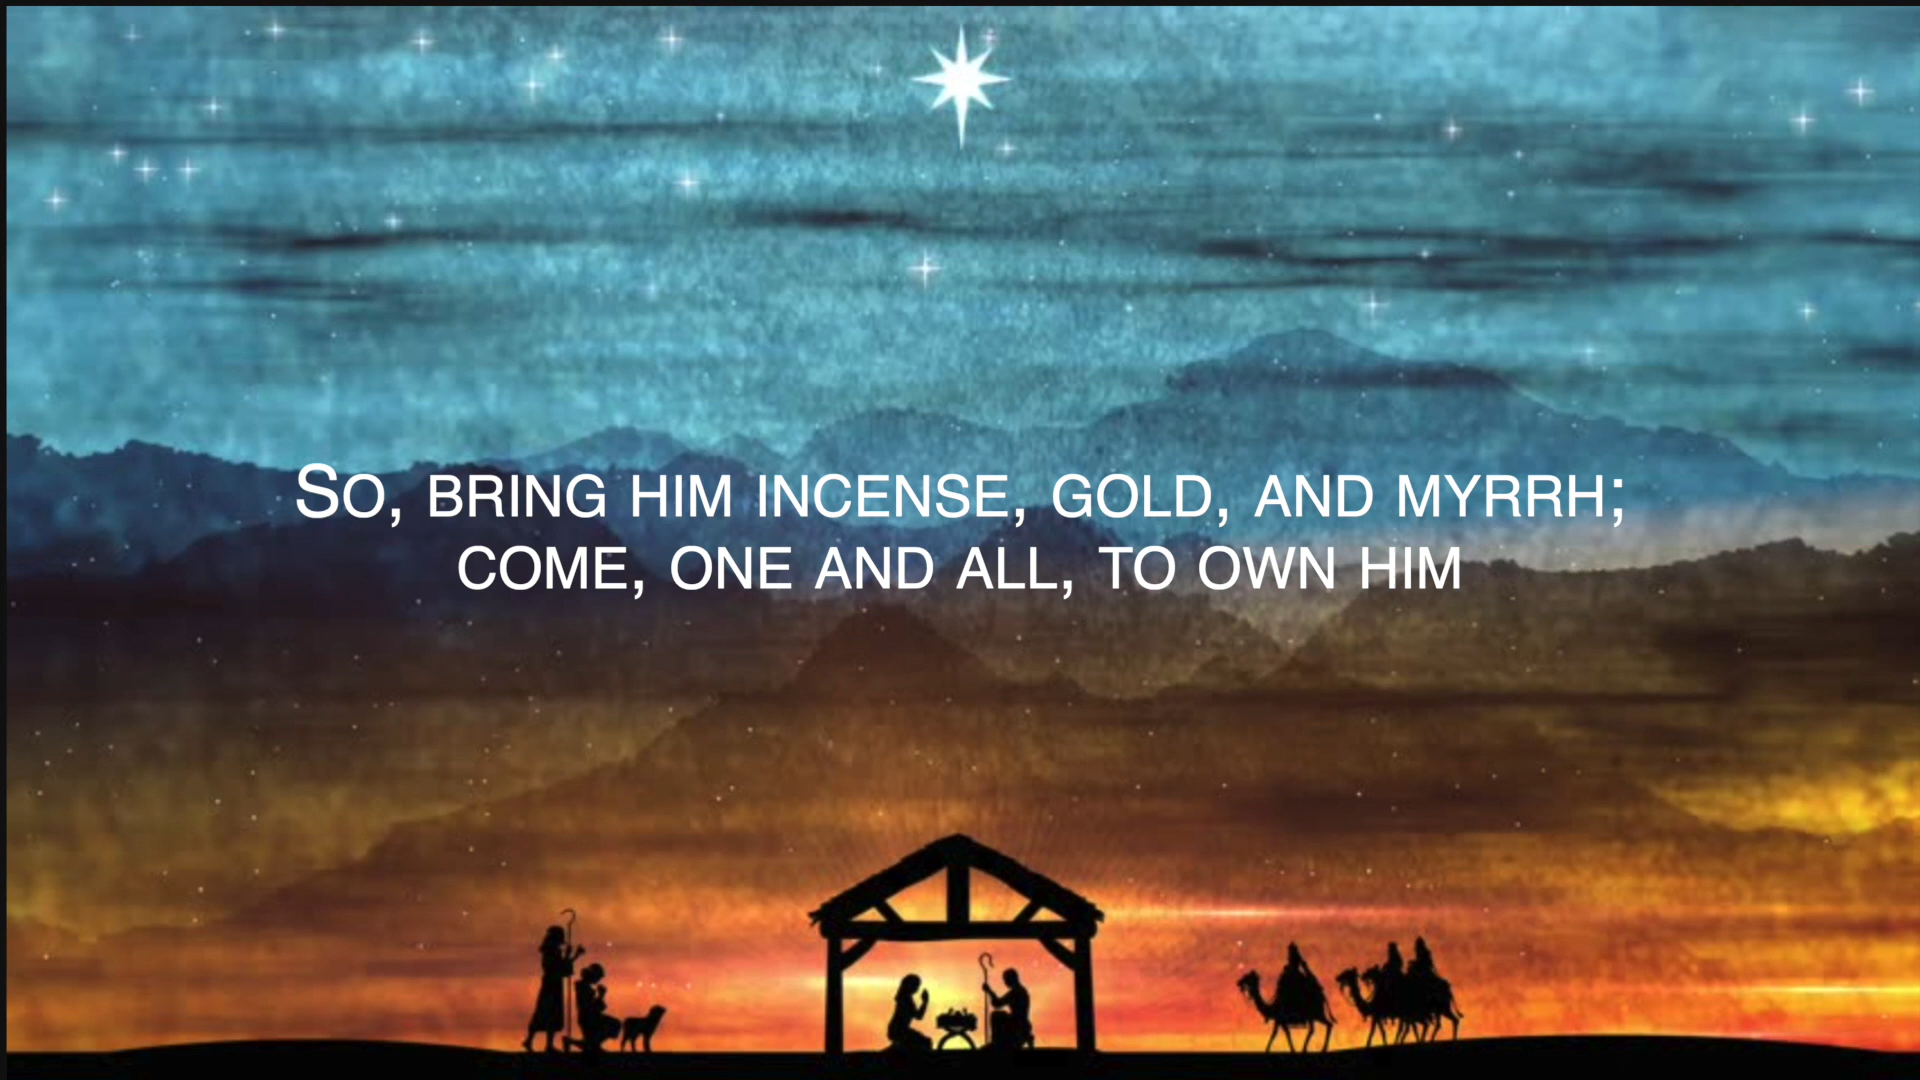 So, bring Him incense, gold, and myrrh;
come, one and all, to own Him